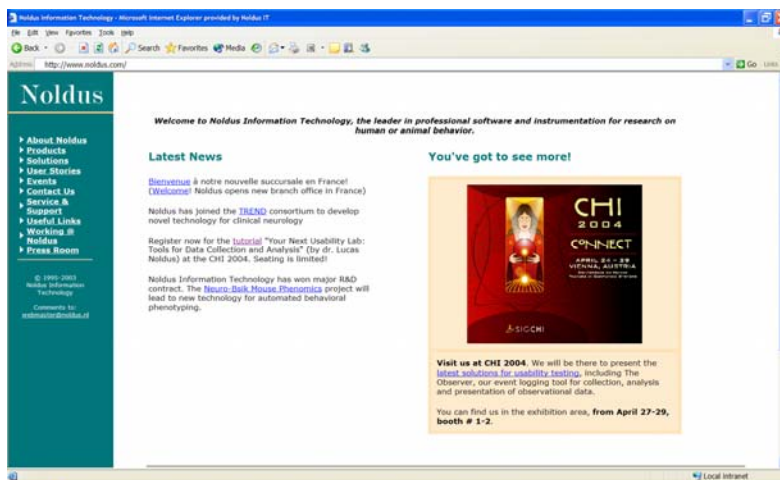 Noldus Information Technology - Microsoft Internet Explorer provided by Noldus IT
File Edit View Favorites Tools Help
Back Search Favorites Media
Address http://www.noldus.com/ Go Links
Noldus
About Noldus
Products
Solutions
User Stories
Events
Contact Us
Service &
Support
Useful Links
Working @
Noldus
Press Room
© 1995-2003
Noldus Information
Technology
Comments to:
webmaster@noldus.nl
Welcome to Noldus Information Technology, the leader in professional software and instrumentation for research on
human or animal behavior.
Latest News
Bienvenue à notre nouvelle succursale en France!
(Welcome! Noldus opens new branch office in France)
Noldus has joined the TREND consortium to develop
novel technology for clinical neurology
Register now for the tutorial "Your Next Usability Lab:
Tools for Data Collection and Analysis" (by dr. Lucas
Noldus) at the CHI 2004. Seating is limited!
Noldus Information Technology has won major R&D
contract. The Neuro-Bsik Mouse Phenomics project will
lead to new technology for automated behavioral
phenotyping.
You've got to see more!
CHI
2004
CONNECT
APRIL 24 - 29
VIENNA, AUSTRIA
SIGCHI
Visit us at CHI 2004. We will be there to present the
latest solutions for usability testing, including The
Observer, our event logging tool for collection, analysis
and presentation of observational data.
You can find us in the exhibition area, from April 27-29,
booth # 1-2.
Local intranet